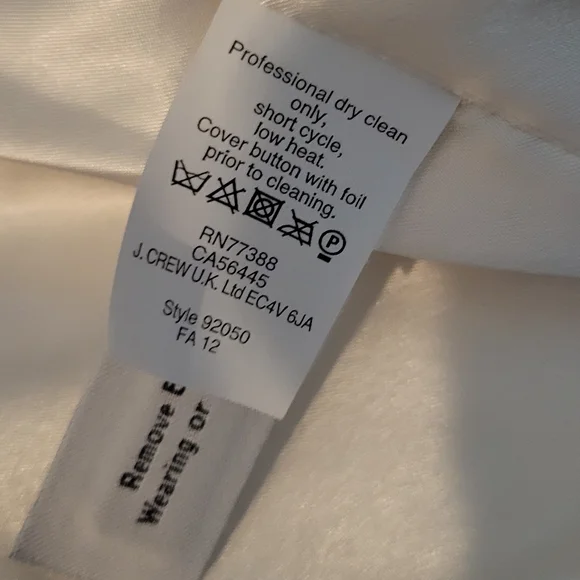 Professional dry clean
only,
short cycle,
low heat.
Cover button with foil
prior to cleaning.
P
RN77388
CA56445
J. CREW U.K. Ltd EC4V 6JA
Style 92050
FA 12
Remove
Wearing or